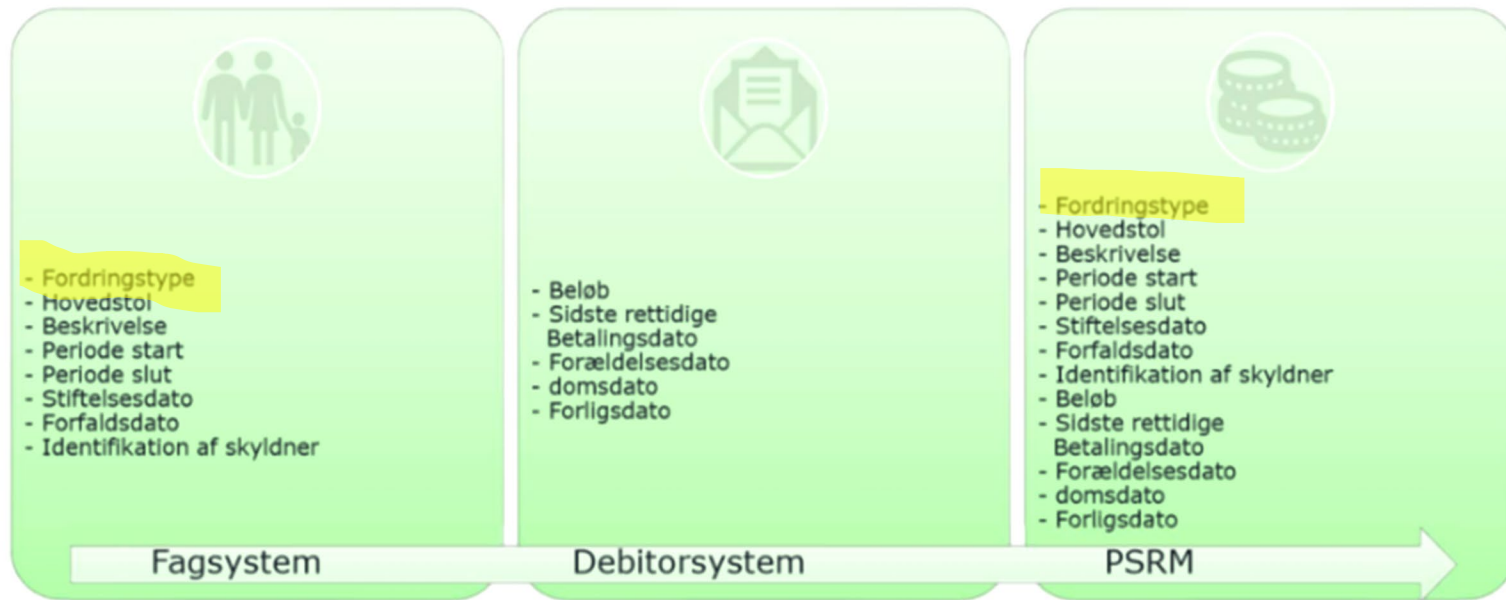 - Fordringstype
- Hovedstol
- Beskrivelse
- Periode start
- Periode slut
- Stiftelsesdato
- Forfaldsdato
- Identifikation af skyldner
Fagsystem
- Beløb
- Sidste rettidige
Betalingsdato
- Forældelsesdato
- domsdato
- Forligsdato
Debitorsystem
- Fordringstype
- Hovedstol
- Beskrivelse
- Periode start
- Periode slut
- Stiftelsesdato
- Forfaldsdato
- Identifikation af skyldner
- Beløb
- Sidste rettidige
Betalingsdato
- Forældelsesdato
- domsdato
- Forligsdato
PSRM